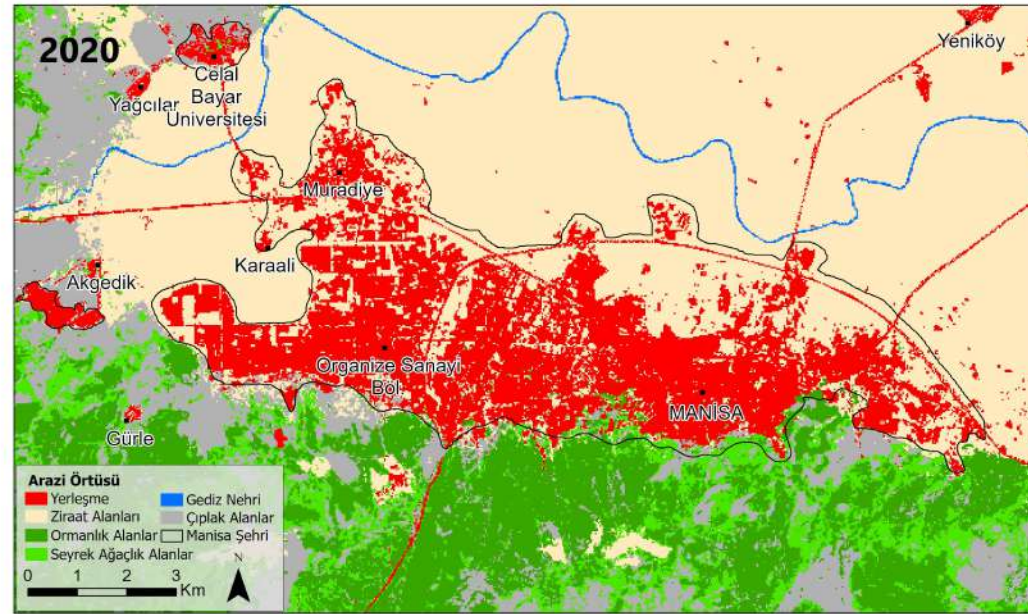 2020
Yeniköy
Celal
Bayar
Üniversitesi
Yağcılar
Muradiye
Karaali
Akgedik
Organize Sanayi
Böl.
MANİSA
Gürle
Arazi Örtüsü
Yerleşme
Gediz Nehri
Ziraat Alanları
Çıplak Alanlar
Ormanlık Alanlar
Manisa Şehri
Seyrek Ağaçlık Alanlar
N
0 1 2 3
Km